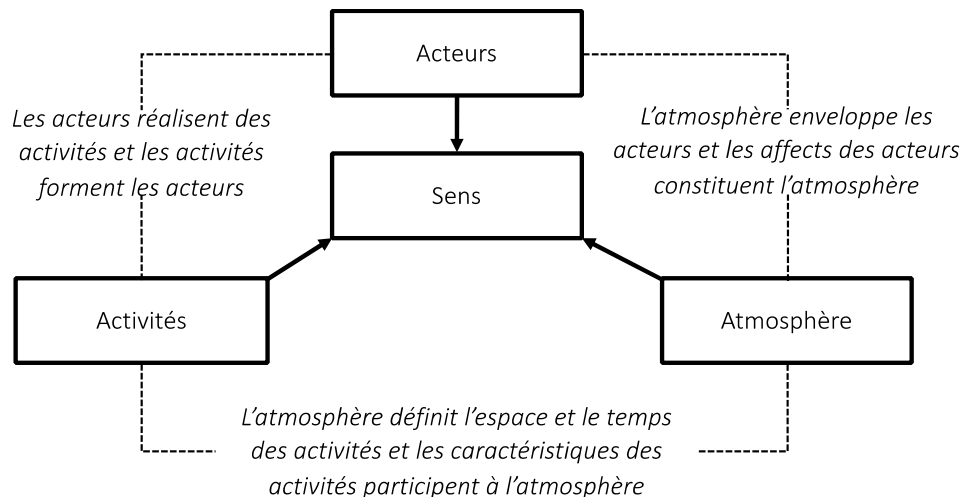 Acteurs
Les acteurs réalisent des
activités et les activités
forment les acteurs
L’atmosphère enveloppe les
acteurs et les affects des acteurs
constituent l’atmosphère
Sens
Activités
Atmosphère
L’atmosphère définit l’espace et le temps
des activités et les caractéristiques des
activités participent à l’atmosphère